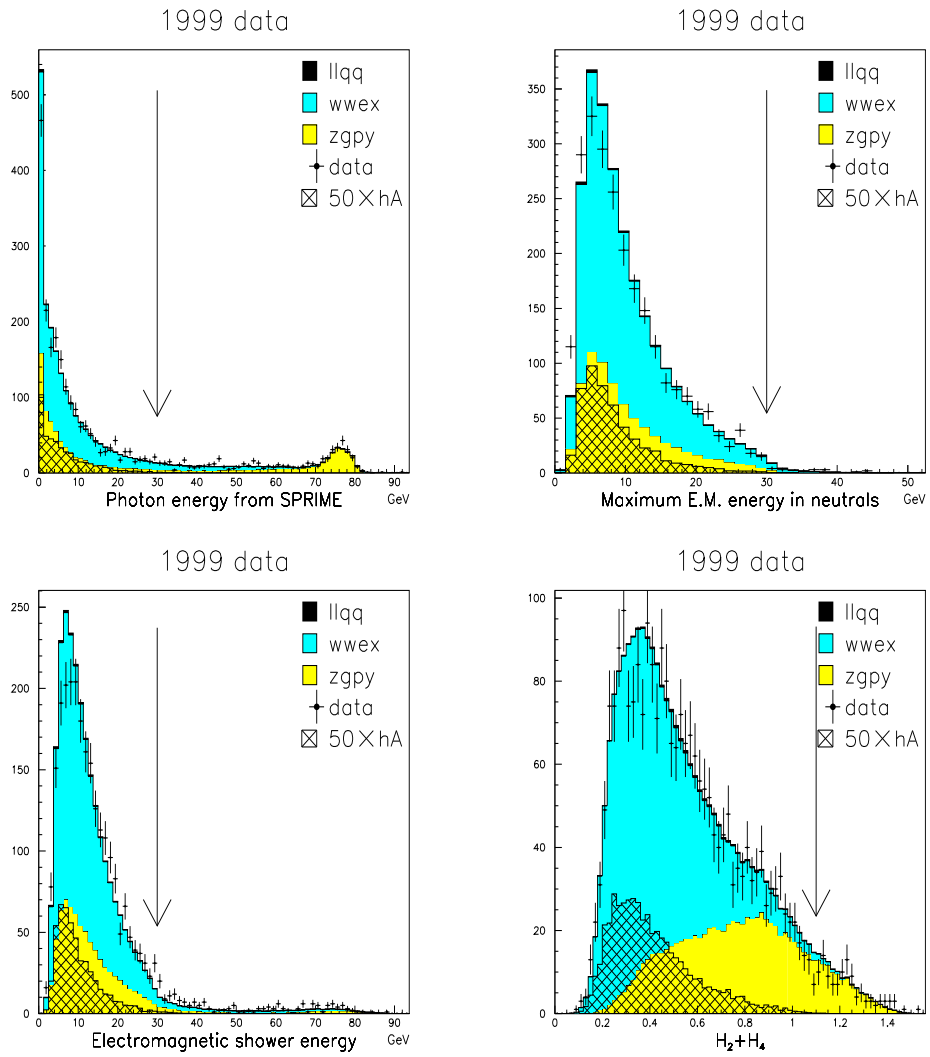 1999 data
llqq
wwex
zgpy
data
50×hA
500
400
300
200
100
0
0 10 20 30 40 50 60 70 80 90
Photon energy from SPRIME
GeV
1999 data
llqq
wwex
zgpy
data
50×hA
350
300
250
200
150
100
50
0
0 10 20 30 40 50
Maximum E.M. energy in neutrals
GeV
1999 data
llqq
wwex
zgpy
data
50×hA
250
200
150
100
50
0
0 10 20 30 40 50 60 70 80 90
Electromagnetic shower energy
GeV
1999 data
llqq
wwex
zgpy
data
50×hA
100
80
60
40
20
0
0 0.2 0.4 0.6 0.8 1 1.2 1.4
H₂+H₄